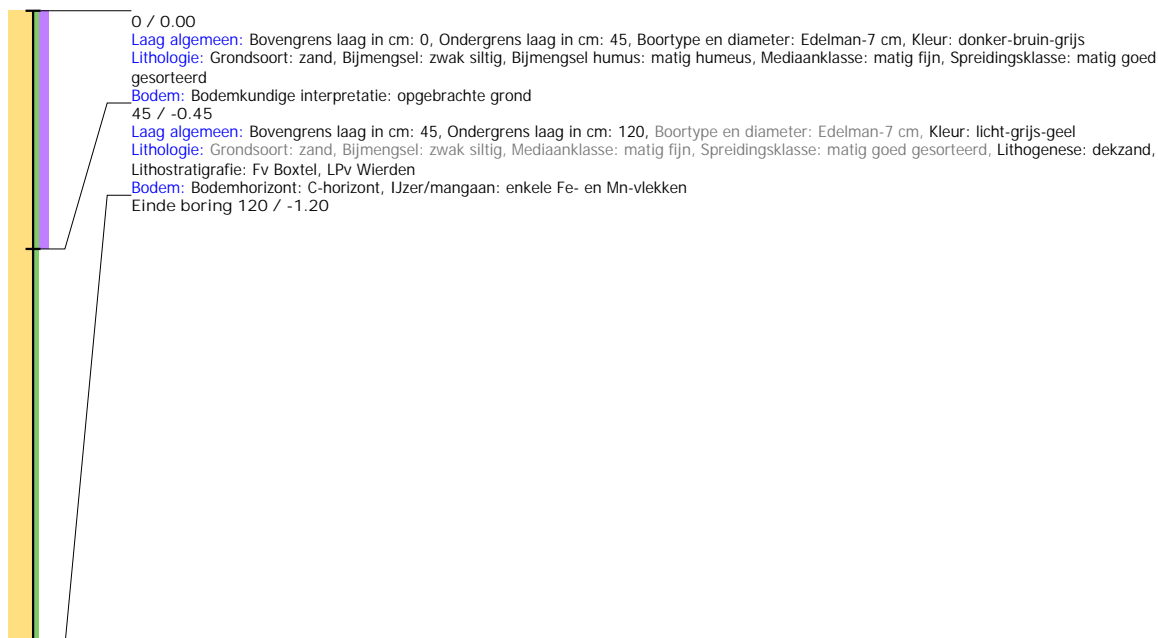 0 / 0.00
Laag algemeen: Bovengrens laag in cm: 0, Ondergrens laag in cm: 45, Boortype en diameter: Edelman-7 cm, Kleur: donker-bruin-grijs
Lithologie: Grondsoort: zand, Bijmengsel: zwak siltig, Bijmengsel humus: matig humeus, Mediaanklasse: matig fijn, Spreidingsklasse: matig goed
gesorteerd
Bodem: Bodemkundige interpretatie: opgebrachte grond
45 / -0.45
Laag algemeen: Bovengrens laag in cm: 45, Ondergrens laag in cm: 120, Boortype en diameter: Edelman-7 cm, Kleur: licht-grijs-geel
Lithologie: Grondsoort: zand, Bijmengsel: zwak siltig, Mediaanklasse: matig fijn, Spreidingsklasse: matig goed gesorteerd, Lithogenese: dekzand,
Lithostratigrafie: Fv Boxtel, LPv Wierden
Bodem: Bodemhorizont: C-horizont, IJzer/mangaan: enkele Fe- en Mn-vlekken
Einde boring 120 / -1.20